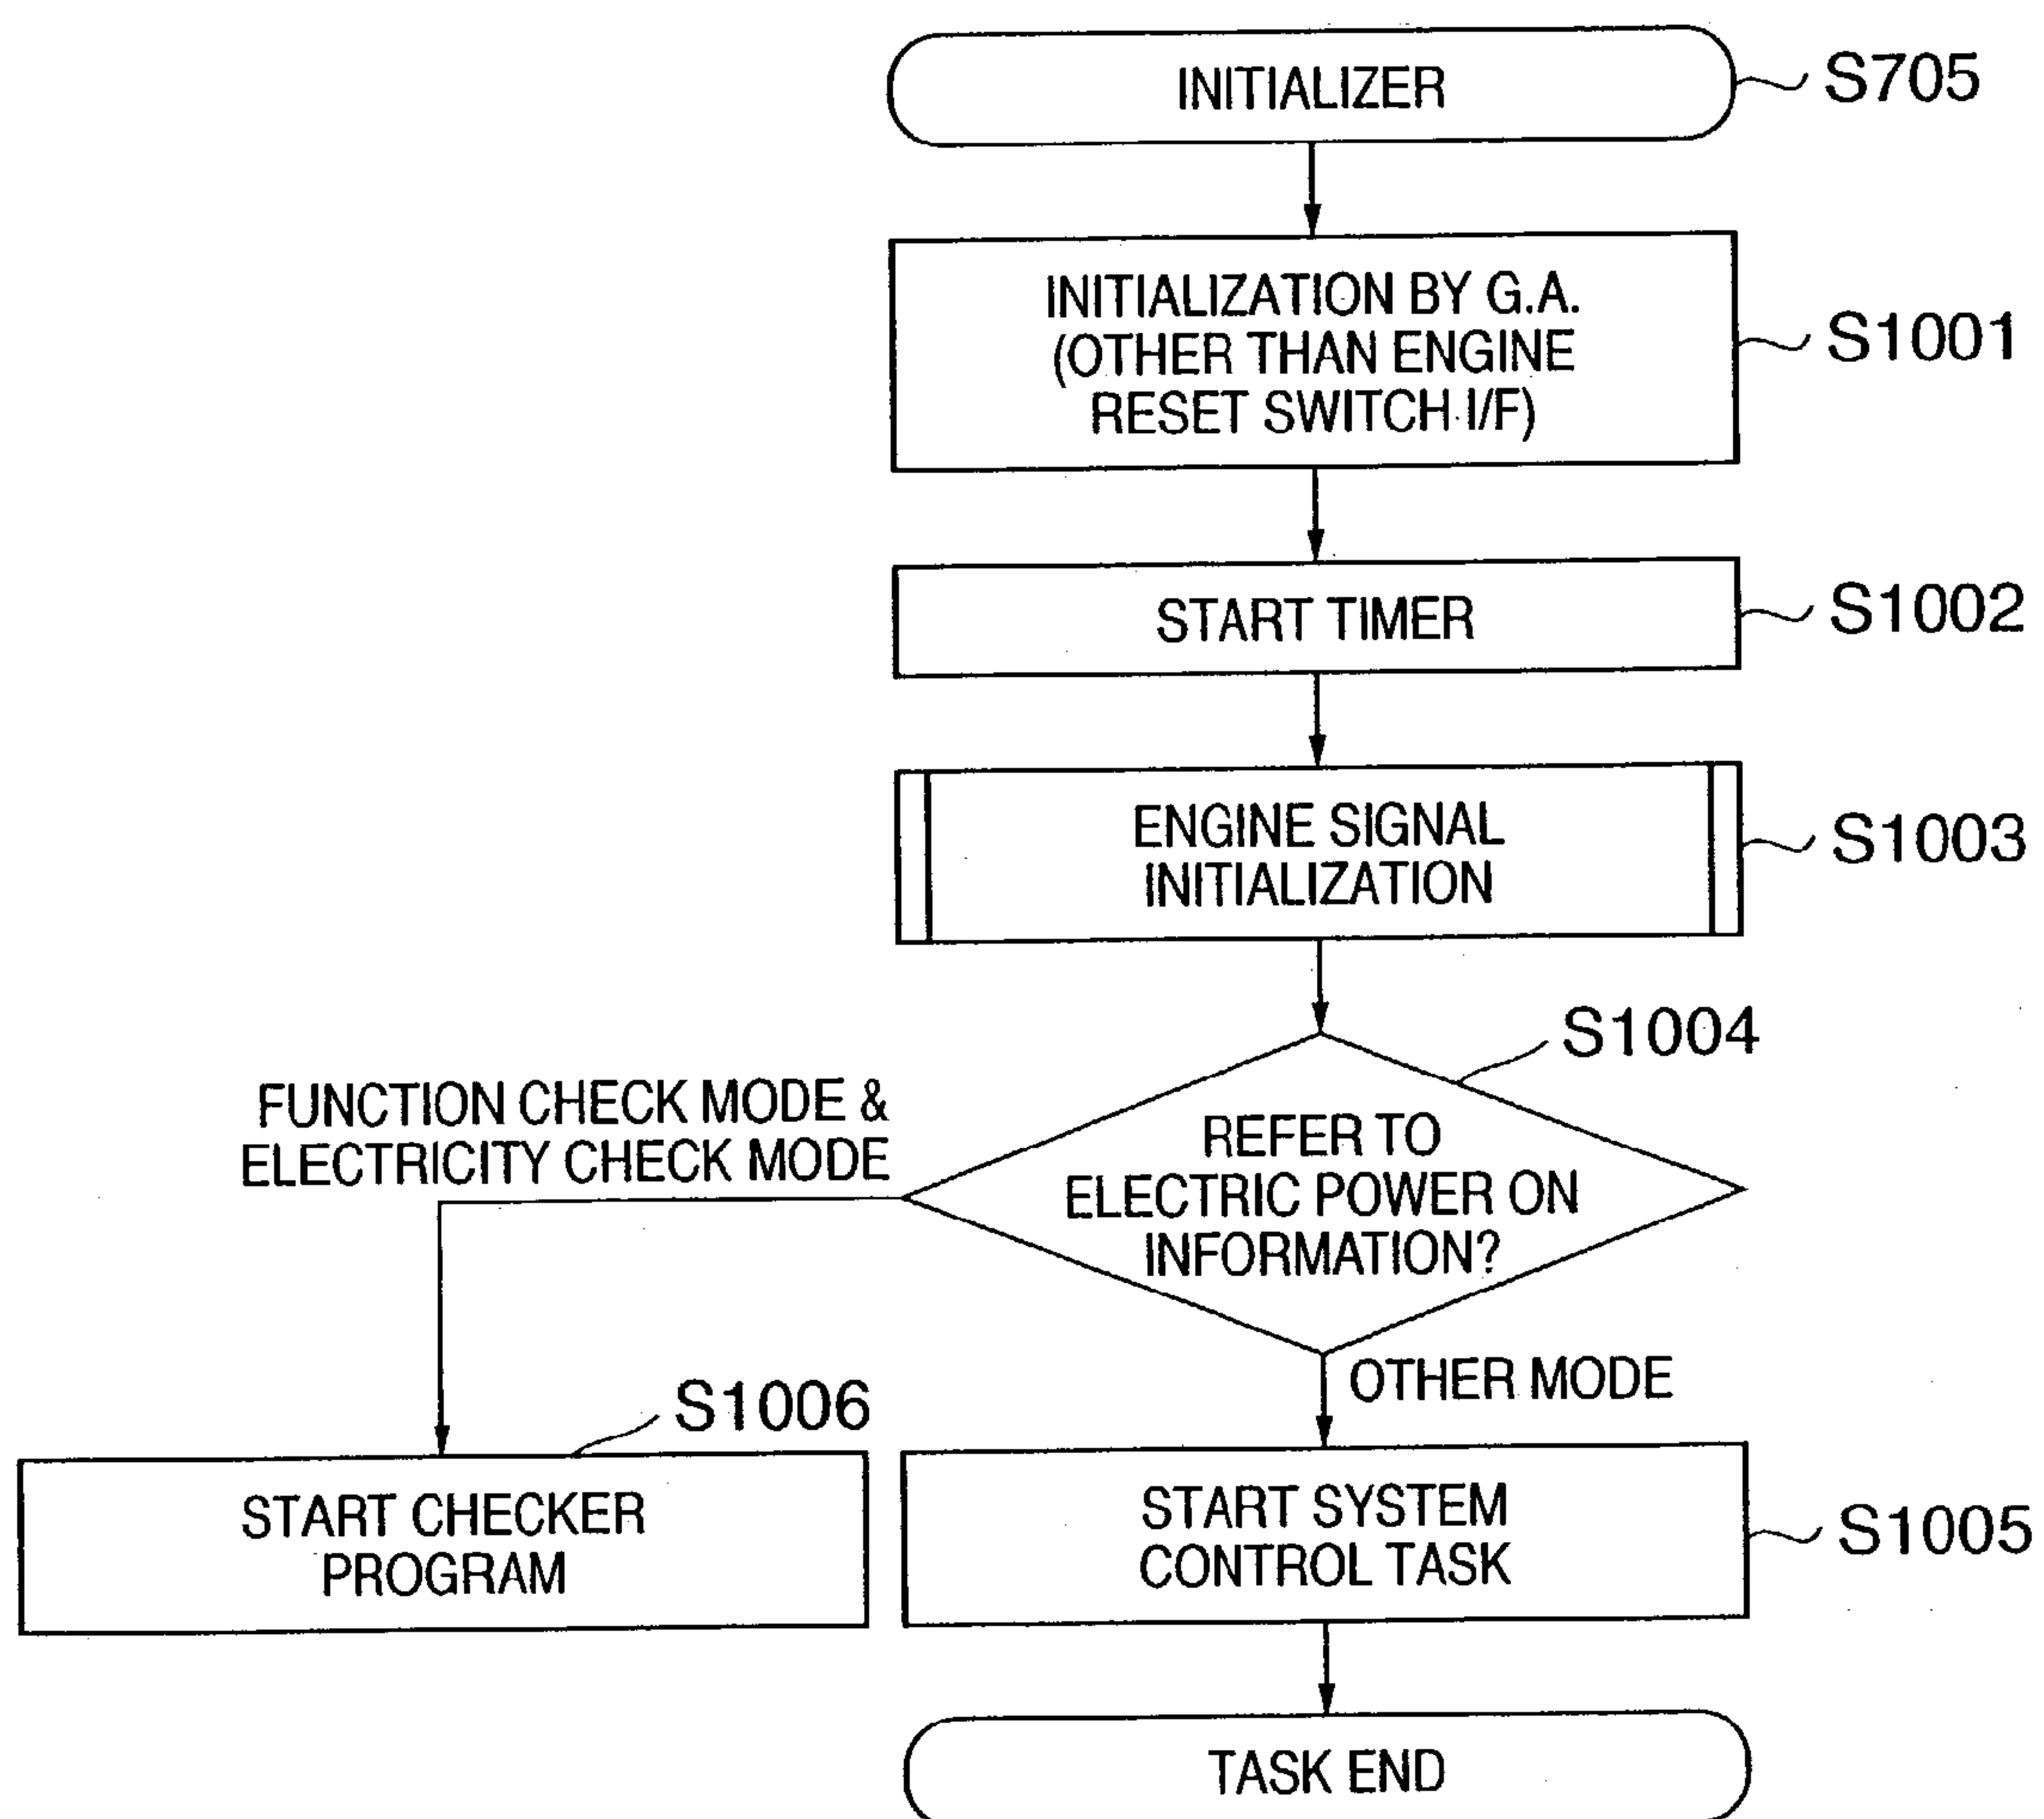 INITIALIZER
S705
INITIALIZATION BY G.A.
(OTHER THAN ENGINE
RESET SWITCH I/F)
S1001
START TIMER
S1002
ENGINE SIGNAL
INITIALIZATION
S1003
S1004
REFER TO
ELECTRIC POWER ON
INFORMATION?
FUNCTION CHECK MODE &
ELECTRICITY CHECK MODE
OTHER MODE
S1006
START CHECKER
PROGRAM
START SYSTEM
CONTROL TASK
S1005
TASK END